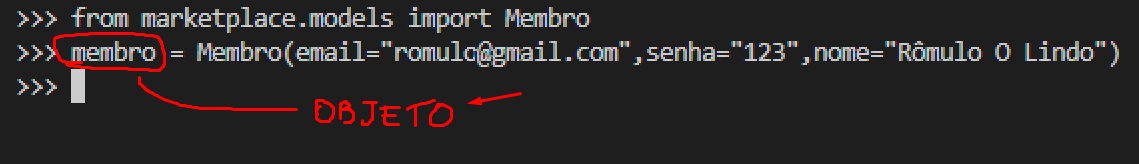 >>> from marketplace.models import Membro
>>> membro = Membro(email="romulo@gmail.com",senha="123",nome="Rômulo O Lindo")
>>>
OBJETO